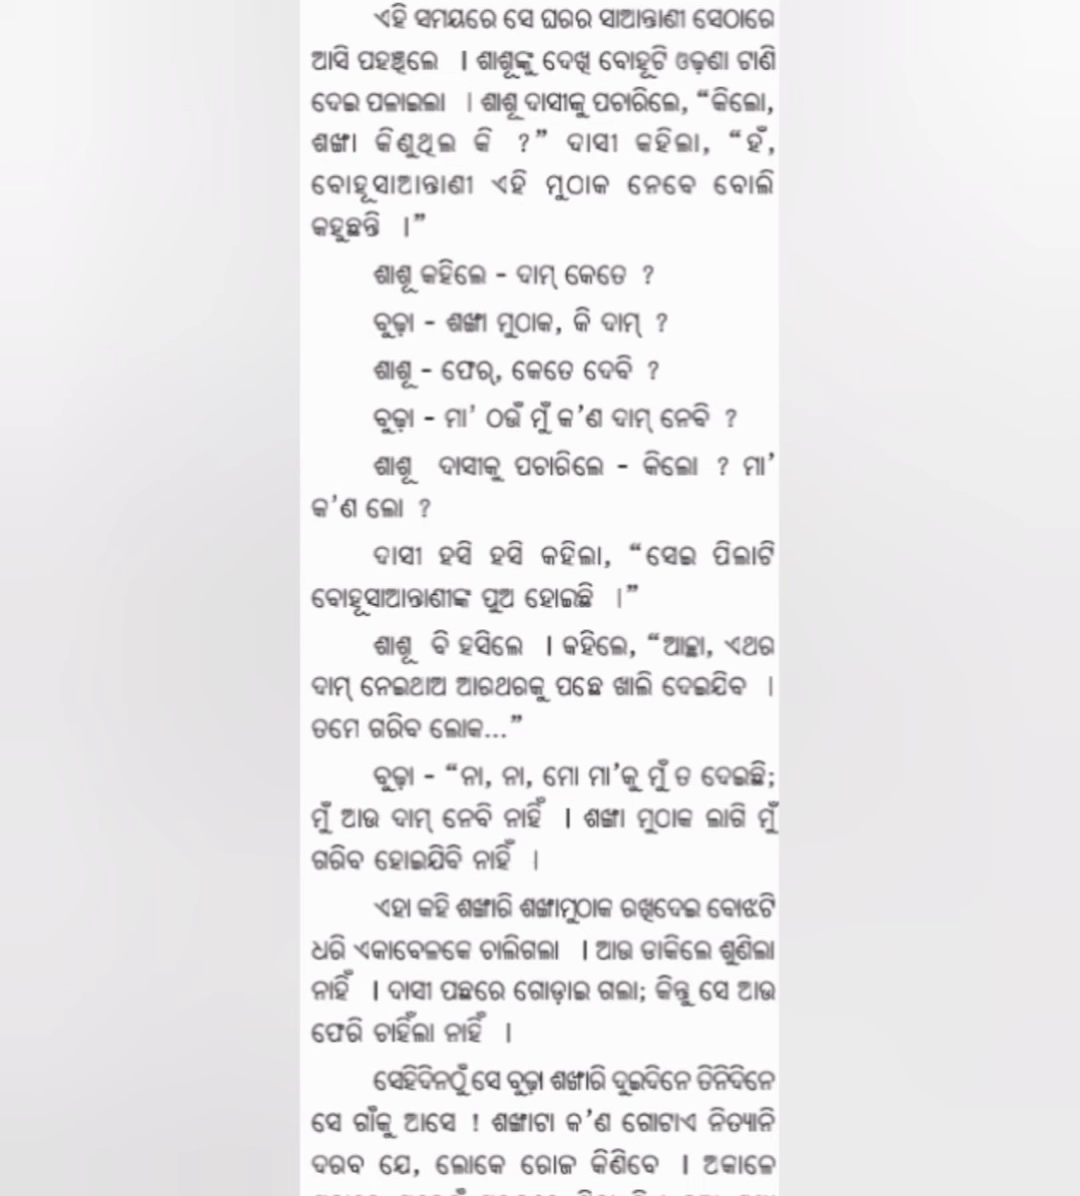 ଏହି ସମୟରେ ସେ ଘରର ସାଆନ୍ତାଣୀ ସେଠାରେ
ଆସି ପହଞ୍ଚିଲେ । ଶାଶୂଙ୍କୁ ଦେଖି ବୋହୂଟି ଓଢ଼ଣା ଟାଣି
ଦେଇ ପଳାଇଲା । ଶାଶୂ ଦାସୀକୁ ପଚାରିଲେ, “କିଲୋ,
ଶଙ୍ଖା କିଣୁଥିଲ କି ?” ଦାସୀ କହିଲା, “ହଁ,
ବୋହୂସାଆନ୍ତାଣୀ ଏହି ମୁଠାକ ନେବେ ବୋଲି
କହୁଛନ୍ତି ।”
ଶାଶୂ କହିଲେ - ଦାମ୍ କେତେ ?
ବୁଢ଼ା - ଶଙ୍ଖା ମୁଠାକ, କି ଦାମ୍ ?
ଶାଶୂ - ଫେର୍, କେତେ ଦେବି ?
ବୁଢ଼ା - ମା’ ଠଉଁ ମୁଁ କ’ଣ ଦାମ୍ ନେବି ?
ଶାଶୂ ଦାସୀକୁ ପଚାରିଲେ - କିଲୋ ? ମା’
କ’ଣ ଲୋ ?
ଦାସୀ ହସି ହସି କହିଲା, “ସେଇ ପିଲାଟି
ବୋହୂସାଆନ୍ତାଣୀଙ୍କ ପୁଅ ହୋଇଛି ।”
ଶାଶୂ ବି ହସିଲେ । କହିଲେ, “ଆଚ୍ଛା, ଏଥର
ଦାମ୍ ନେଇଥାଅ ଆରଥରକୁ ପଛେ ଖାଲି ଦେଇଯିବ ।
ତମେ ଗରିବ ଲୋକ...”
ବୁଢ଼ା - “ନା, ନା, ମୋ ମା’କୁ ମୁଁ ତ ଦେଇଛି;
ମୁଁ ଆଉ ଦାମ୍ ନେବି ନାହିଁ । ଶଙ୍ଖା ମୁଠାକ ଲାଗି ମୁଁ
ଗରିବ ହୋଇଯିବି ନାହିଁ ।
ଏହା କହି ଶଙ୍ଖାରି ଶଙ୍ଖାମୁଠାକ ରଖିଦେଇ ବୋଝଟି
ଧରି ଏକାବେଳକେ ଚାଲିଗଲା । ଆଉ ଡାକିଲେ ଶୁଣିଲା
ନାହିଁ । ଦାସୀ ପଛରେ ଗୋଡ଼ାଇ ଗଲା; କିନ୍ତୁ ସେ ଆଉ
ଫେରି ଚାହିଁଲା ନାହିଁ ।
ସେହିଦିନଠୁଁ ସେ ବୁଢ଼ା ଶଙ୍ଖାରି ଦୁଇଦିନେ ତିନିଦିନେ
ସେ ଗାଁକୁ ଆସେ ! ଶଙ୍ଖାଟା କ’ଣ ଗୋଟାଏ ନିତ୍ୟାନି
ଦରବ ଯେ, ଲୋକେ ରୋଜ କିଣିବେ । ଅକାଳେ